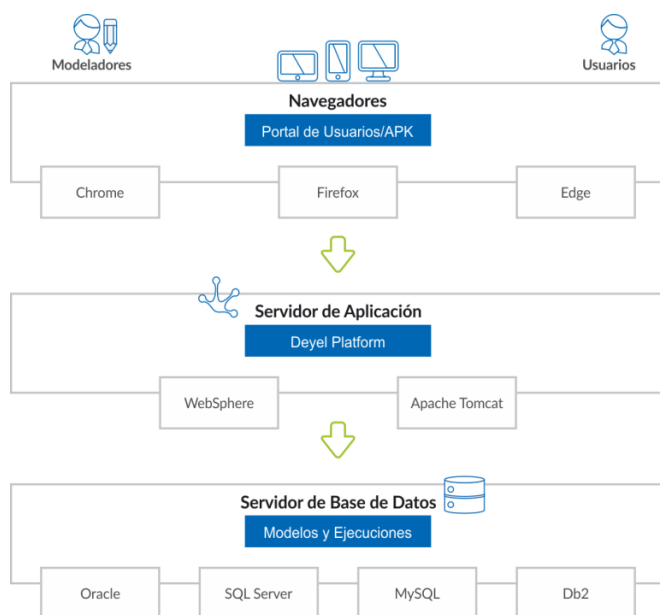 Modeladores
Usuarios
Navegadores
Portal de Usuarios/APK
Chrome
Firefox
Edge
Servidor de Aplicación
Deyel Platform
WebSphere
Apache Tomcat
Servidor de Base de Datos
Modelos y Ejecuciones
Oracle
SQL Server
MySQL
Db2